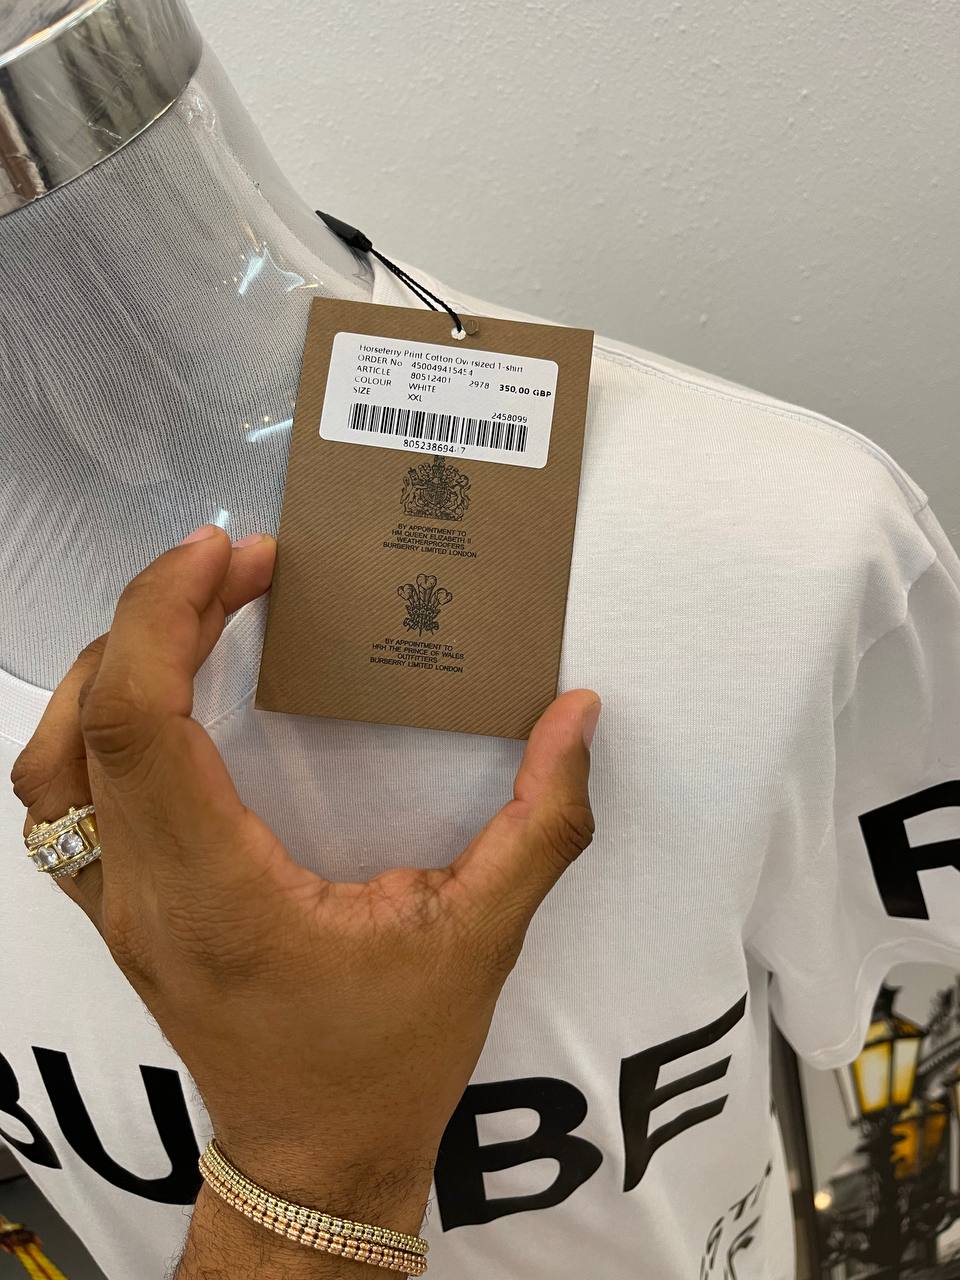 Horseferry Print Cotton Oversized T-shirt
ORDER No 450049415454
ARTICLE 80512401 2978 350,00 GBP
COLOUR WHITE
SIZE XXL
2458099
BY APPOINTMENT TO
HM QUEEN ELIZABETH II
WEATHERPROOFERS
BURBERRY LIMITED LONDON
BY APPOINTMENT TO
HRH THE PRINCE OF WALES
OUTFITTERS
BURBERRY LIMITED LONDON
R
BU BE